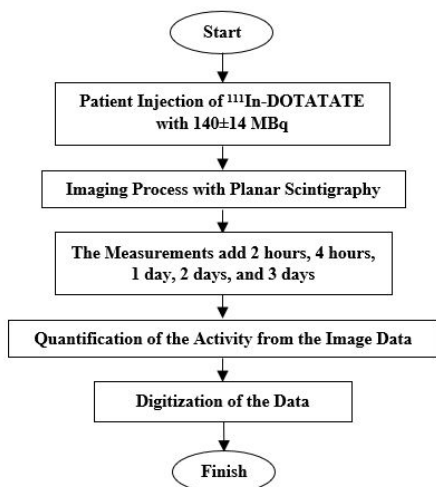 Start
Patient Injection of ¹¹¹In-DOTATATE
with 140±14 MBq
Imaging Process with Planar Scintigraphy
The Measurements add 2 hours, 4 hours,
1 day, 2 days, and 3 days
Quantification of the Activity from the Image Data
Digitization of the Data
Finish